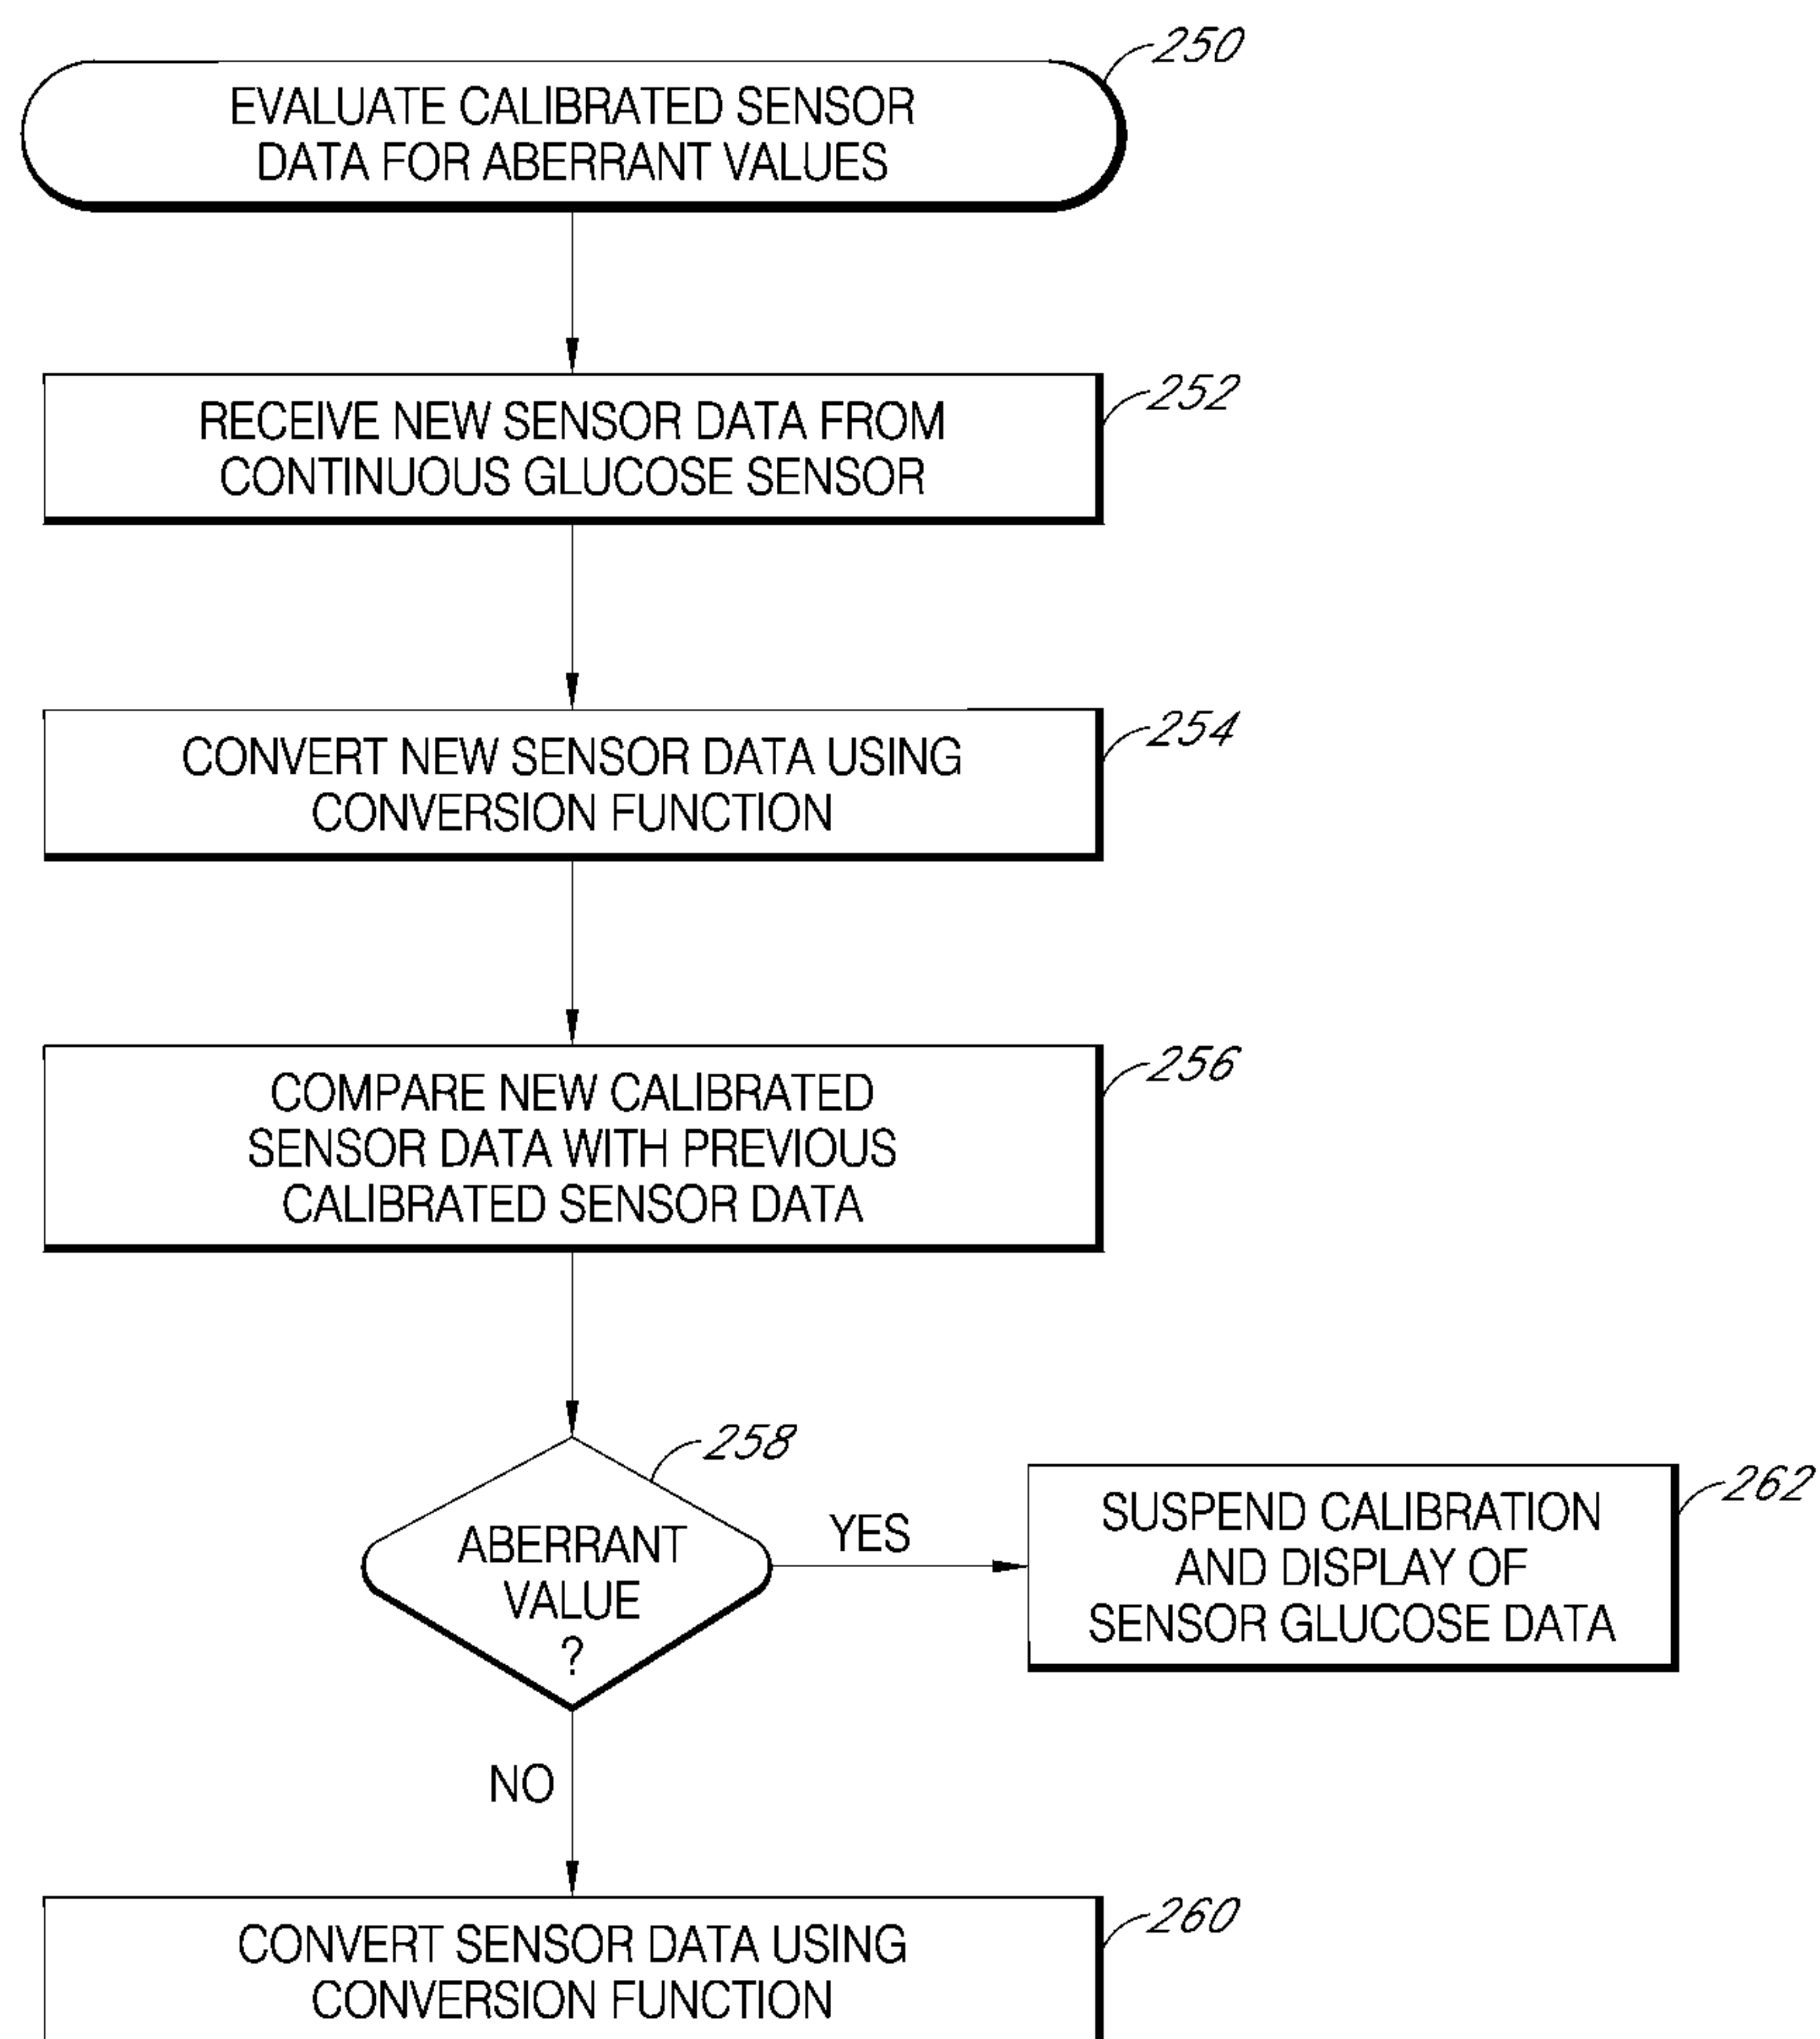 250
EVALUATE CALIBRATED SENSOR
DATA FOR ABERRANT VALUES
252
RECEIVE NEW SENSOR DATA FROM
CONTINUOUS GLUCOSE SENSOR
254
CONVERT NEW SENSOR DATA USING
CONVERSION FUNCTION
256
COMPARE NEW CALIBRATED
SENSOR DATA WITH PREVIOUS
CALIBRATED SENSOR DATA
258
ABERRANT
VALUE
?
YES
262
SUSPEND CALIBRATION
AND DISPLAY OF
SENSOR GLUCOSE DATA
NO
260
CONVERT SENSOR DATA USING
CONVERSION FUNCTION